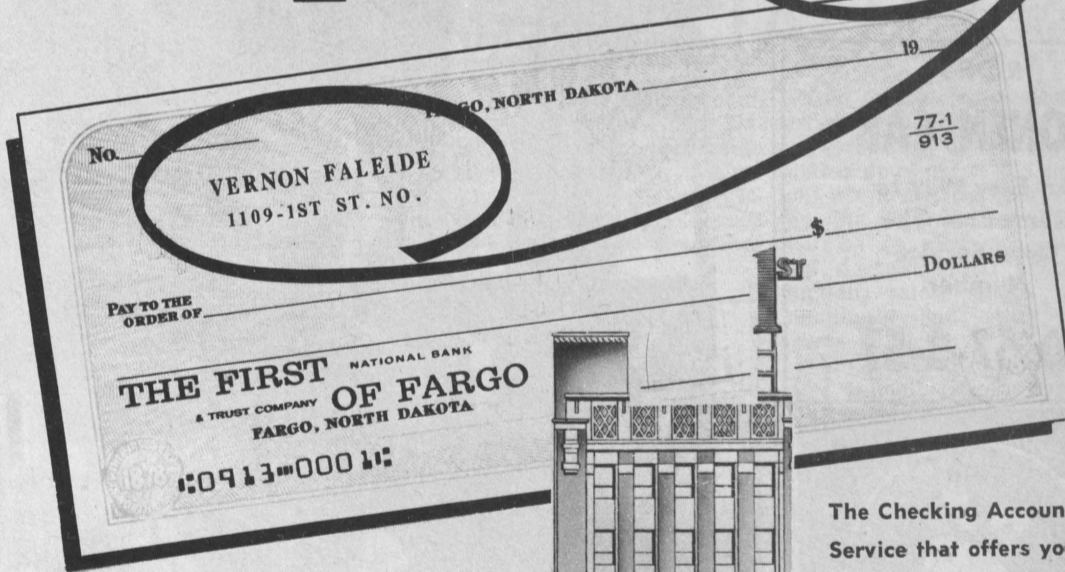 19
GO, NORTH DAKOTA
No.
77-1
913
VERNON FALEIDE
1109-1ST ST. NO.
$
1ST
DOLLARS
PAY TO THE
ORDER OF
THE FIRST NATIONAL BANK
& TRUST COMPANY OF FARGO
FARGO, NORTH DAKOTA
⑆0913⑉0001⑆
The Checking Accoun
Service that offers yo